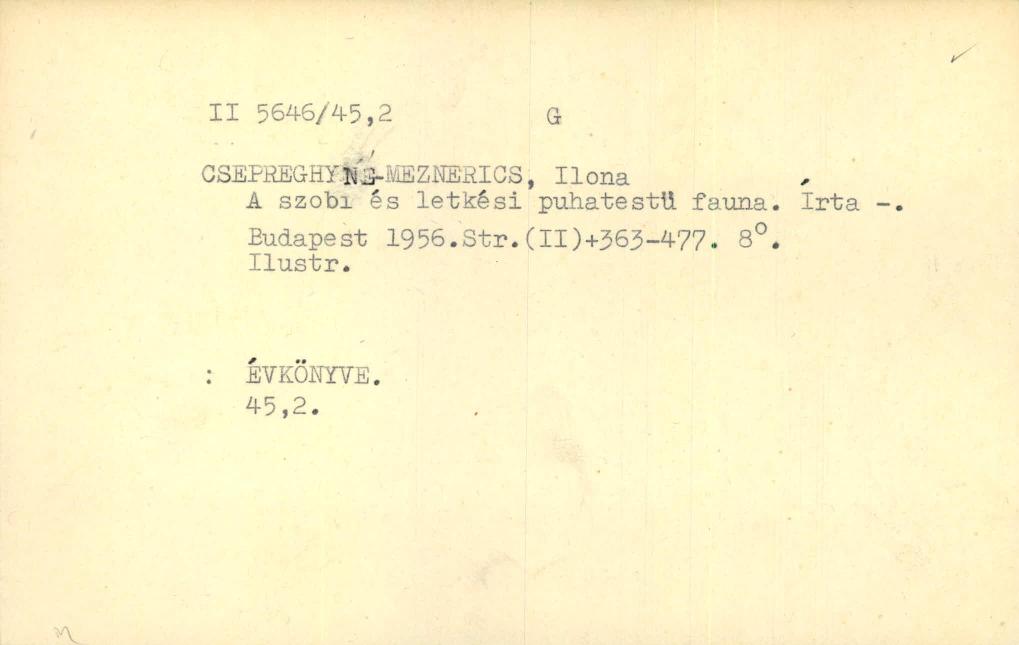 II 5646/45,2 G
CSEPREGHYNÉ-MEZNERICS, Ilona
A szobi és letkési puhatestű fauna. Írta -.
Budapest 1956.Str.(II)+363-477. 8°.
Ilustr.
: ÉVKÖNYVE.
45,2.